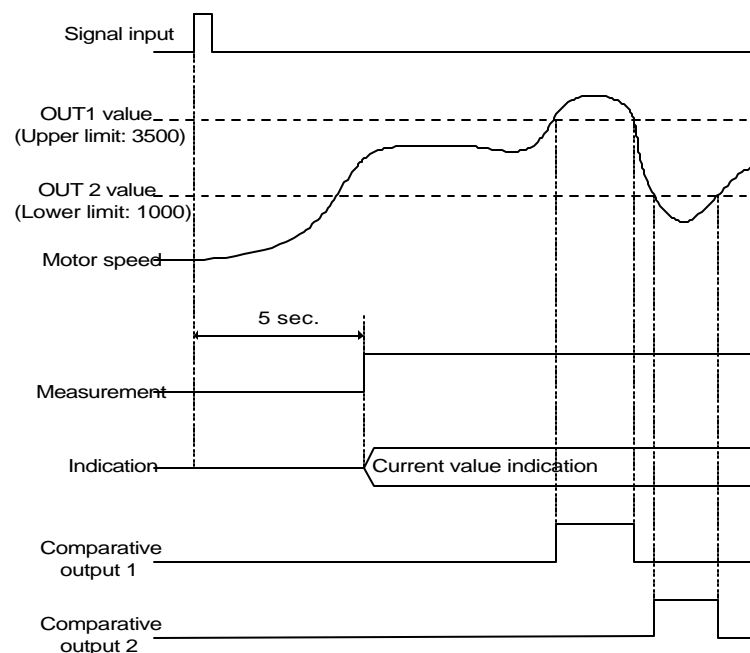 Signal input
OUT1 value
(Upper limit: 3500)
OUT 2 value
(Lower limit: 1000)
Motor speed
5 sec.
Measurement
Indication
Current value indication
Comparative
output 1
Comparative
output 2